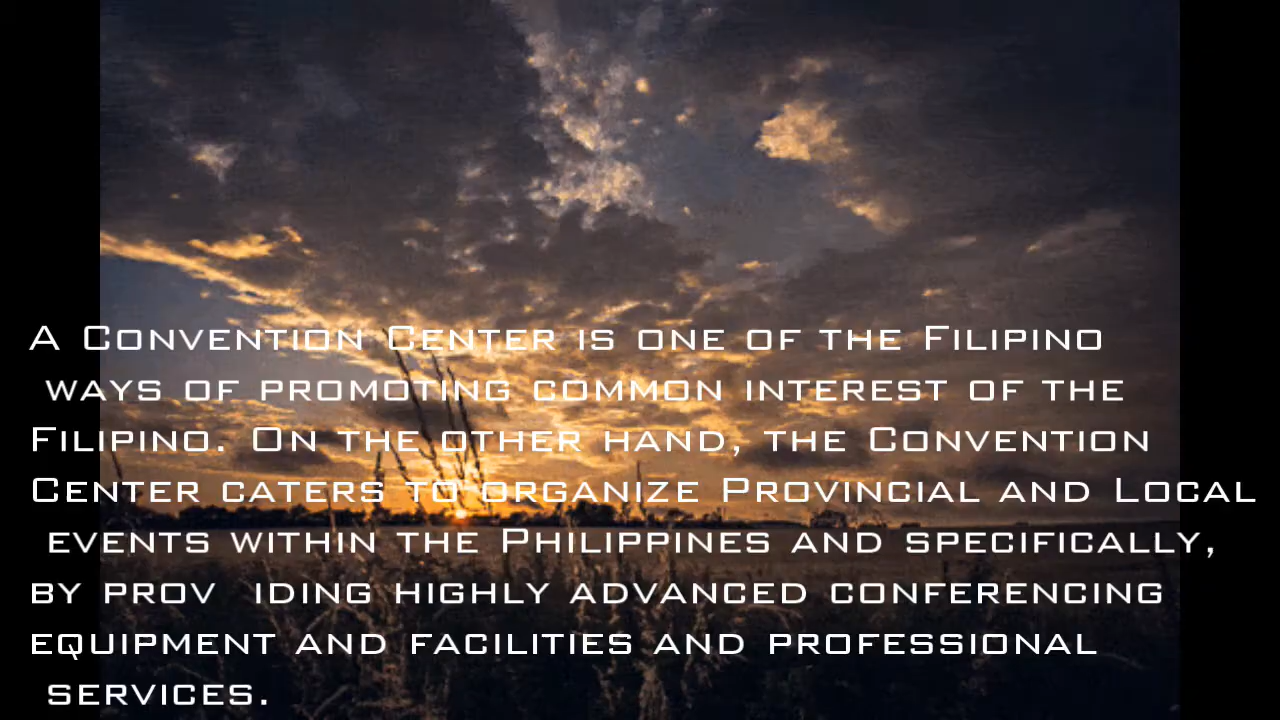 A Convention Center is one of the Filipino
ways of promoting common interest of the
Filipino. On the other hand, the Convention
Center caters to organize Provincial and Local
events within the Philippines and specifically,
by prov iding highly advanced conferencing
equipment and facilities and professional
services.